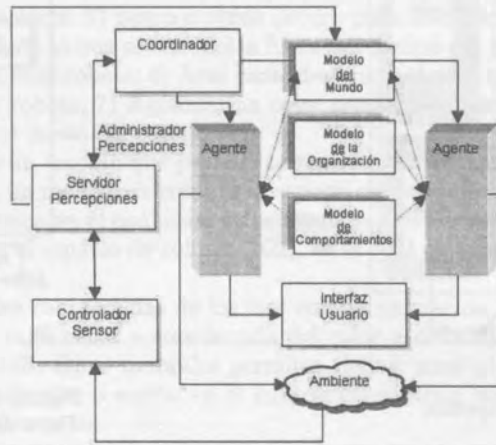 Coordinador
Modelo
del
Mundo
Administrador
Percepciones
Agente
Modelo
de la
Organización
Agente
Servidor
Percepciones
Modelo
de
Comportamientos
Controlador
Sensor
Interfaz
Usuario
Ambiente